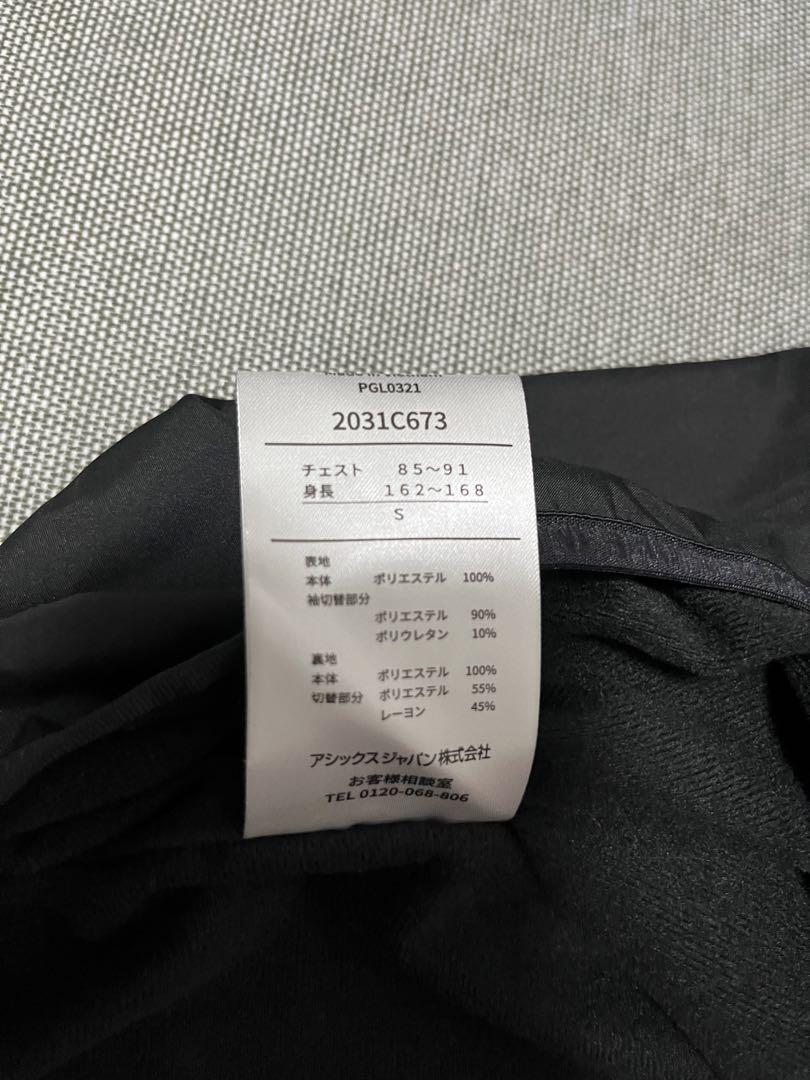 PGL0321
2031C673
チェスト 85～91
身長 162～168
S
表地
本体 ポリエステル 100%
袖切替部分
ポリエステル 90%
ポリウレタン 10%
裏地
本体 ポリエステル 100%
切替部分 ポリエステル 55%
レーヨン 45%
アシックスジャパン株式会社
お客様相談室
TEL 0120-068-806